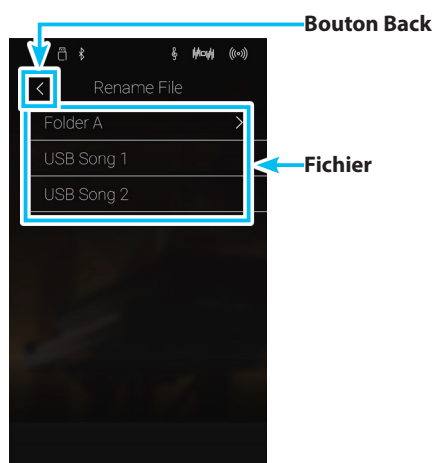 Bouton Back
Rename File
Folder A
USB Song 1
Fichier
USB Song 2